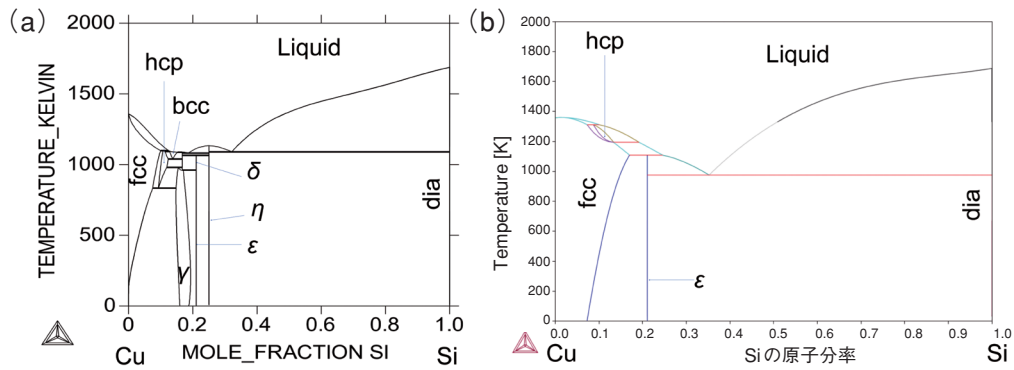 (a)
2000
1500
1000
500
0
TEMPERATURE_KELVIN
Liquid
hcp
bcc
fcc
δ
η
ε
γ
dia
0 0.2 0.4 0.6 0.8 1.0
Cu MOLE_FRACTION SI Si
(b)
2000
1800
1600
1400
1200
1000
800
600
400
200
0
Temperature [K]
hcp
Liquid
fcc
ε
dia
0.0 0.1 0.2 0.3 0.4 0.5 0.6 0.7 0.8 0.9 1.0
Cu Siの原子分率 Si